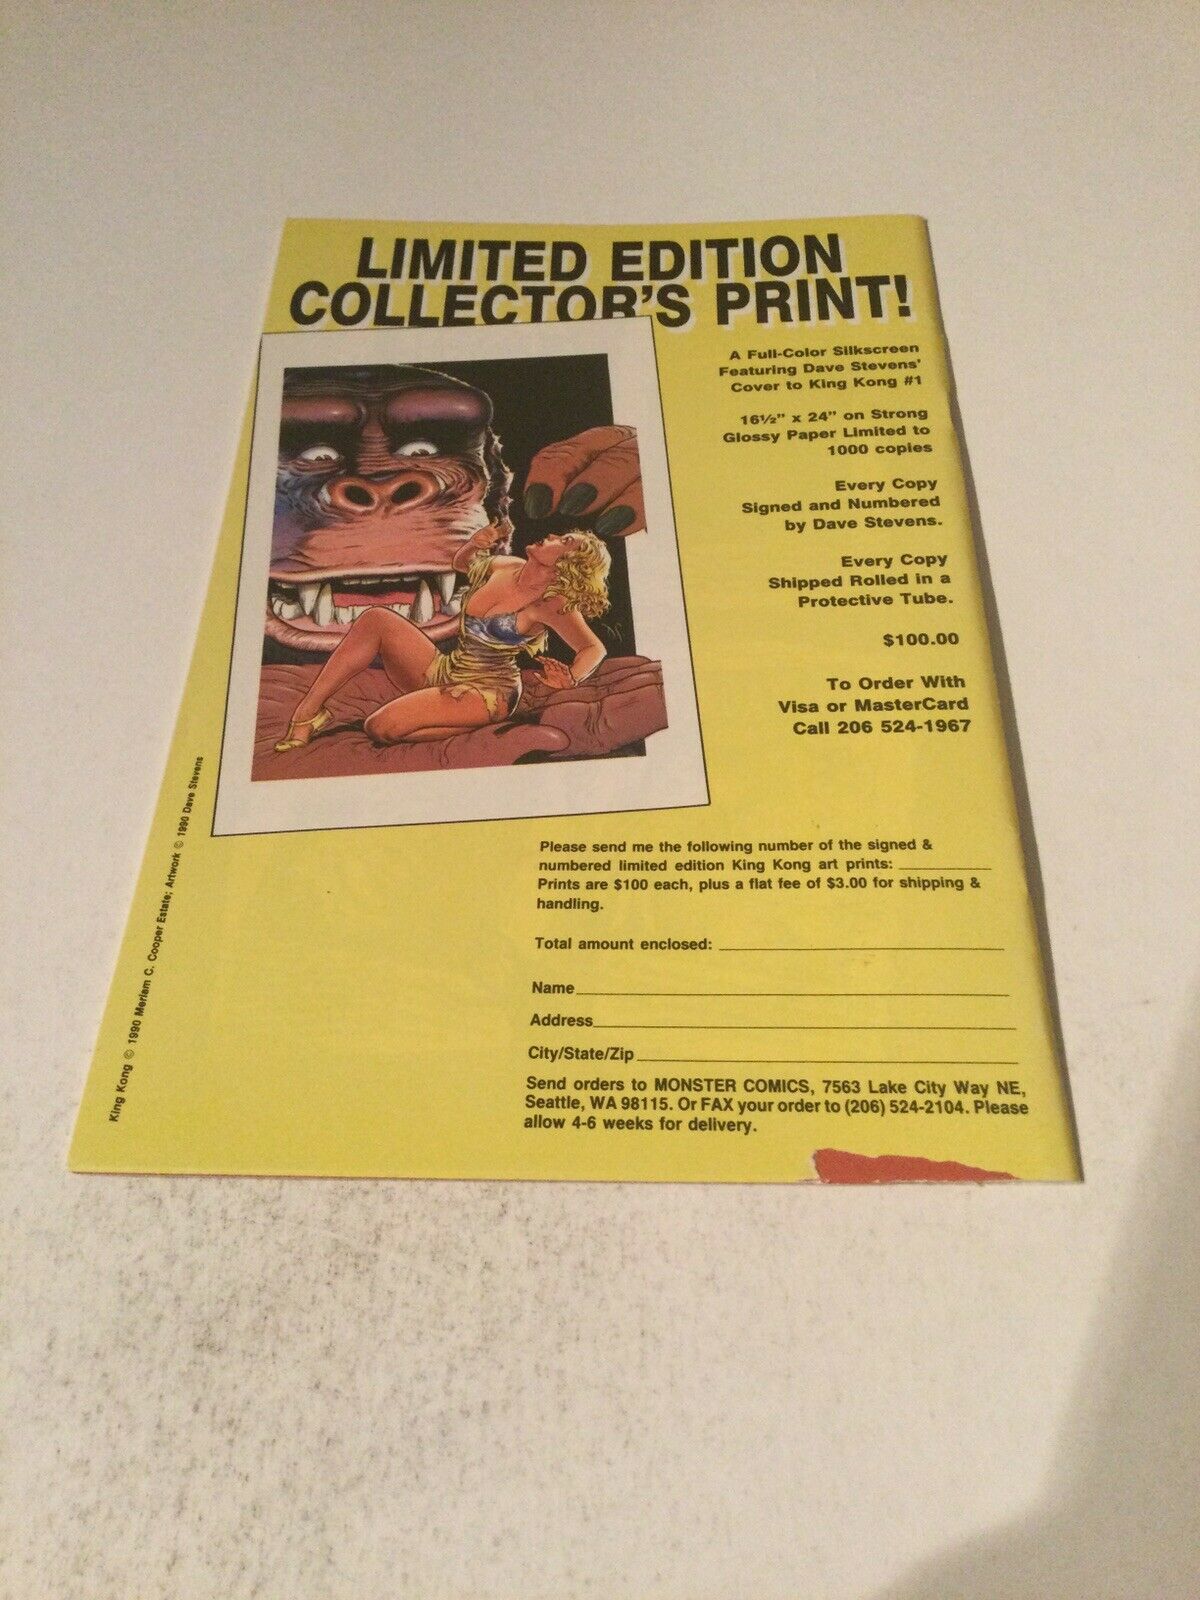 LIMITED EDITION
COLLECTOR'S PRINT!
A Full-Color Silkscreen
Featuring Dave Stevens'
Cover to King Kong #1
16½" x 24" on Strong
Glossy Paper Limited to
1000 copies
Every Copy
Signed and Numbered
by Dave Stevens.
Every Copy
Shipped Rolled in a
Protective Tube.
$100.00
To Order With
Visa or MasterCard
Call 206 524-1967
King Kong © 1990 Meriam C. Cooper Estate; Artwork © 1990 Dave Stevens
Please send me the following number of the signed &
numbered limited edition King Kong art prints:
Prints are $100 each, plus a flat fee of $3.00 for shipping &
handling.
Total amount enclosed:
Name
Address
City/State/Zip
Send orders to MONSTER COMICS, 7563 Lake City Way NE,
Seattle, WA 98115. Or FAX your order to (206) 524-2104. Please
allow 4-6 weeks for delivery.